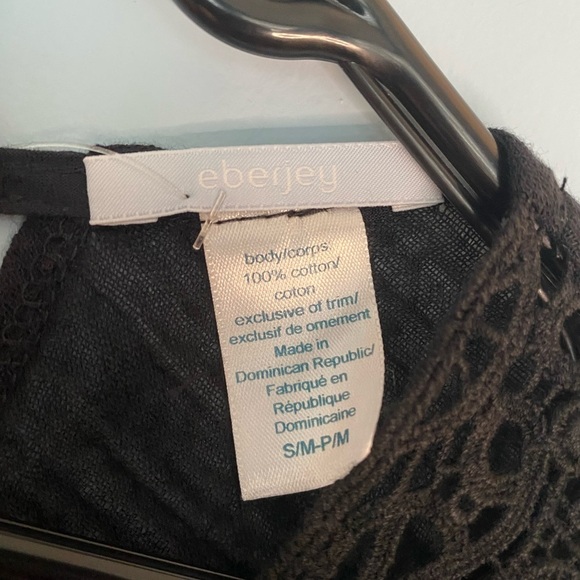 eberjey
body/corps
100% cotton/
coton
exclusive of trim/
exclusif de ornement
Made in
Dominican Republic/
Fabriqué en
République
Dominicaine
S/M-P/M